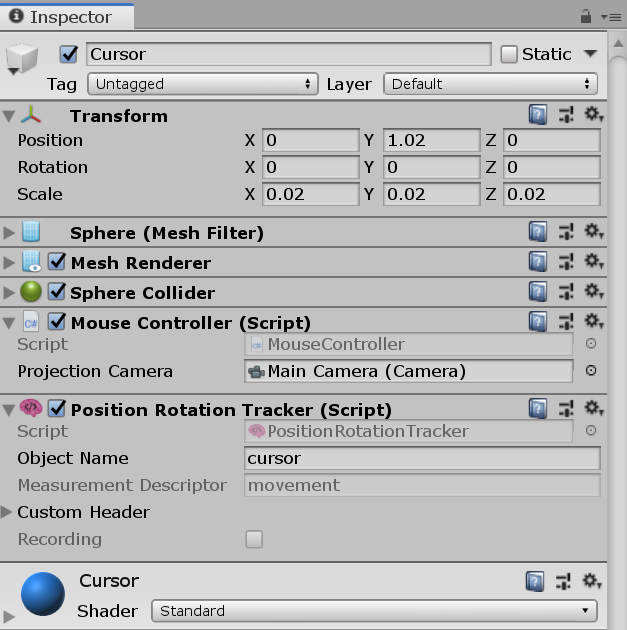 Inspector
Cursor Static
Tag Untagged Layer Default
Transform
Position X 0 Y 1.02 Z 0
Rotation X 0 Y 0 Z 0
Scale X 0.02 Y 0.02 Z 0.02
Sphere (Mesh Filter)
Mesh Renderer
Sphere Collider
C# Mouse Controller (Script)
Script C# MouseController
Projection Camera Main Camera (Camera)
Position Rotation Tracker (Script)
Script PositionRotationTracker
Object Name cursor
Measurement Descriptor movement
Custom Header
Recording
Cursor
Shader Standard